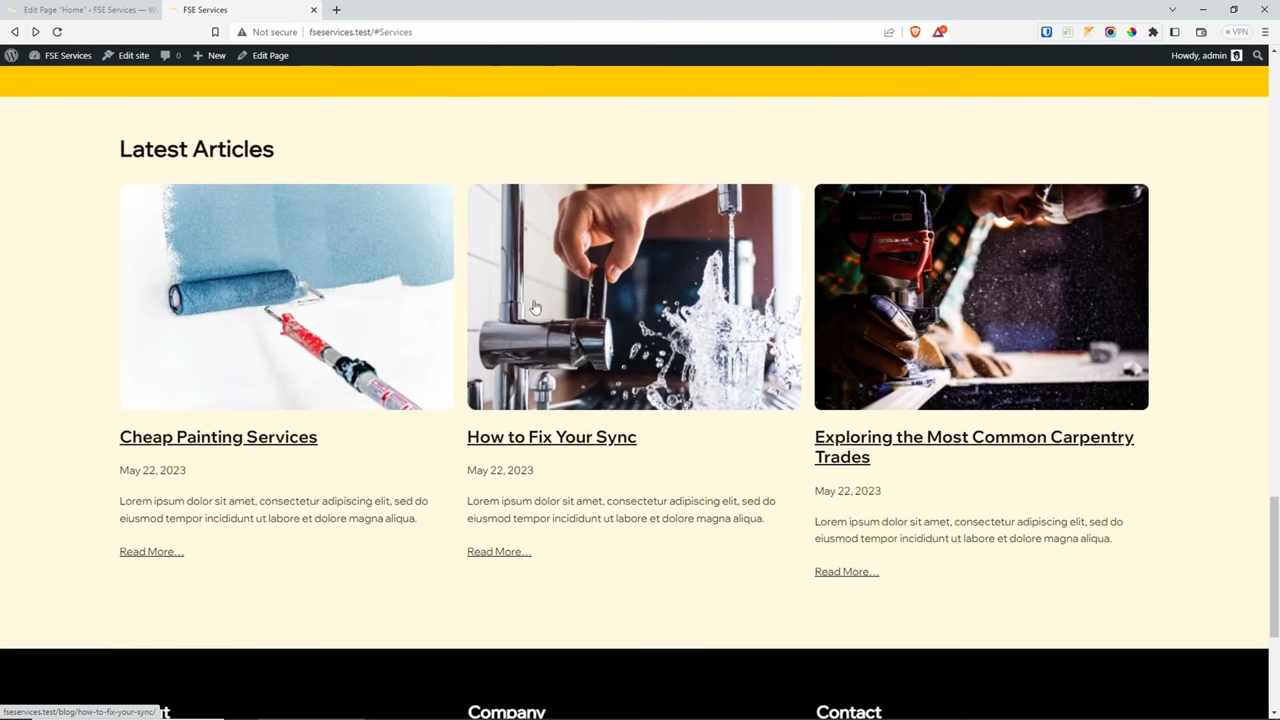 Edit Page "Home" ‹ FSE Services — W
FSE Services
Not secure
fseservices.test/#Services
VPN
FSE Services
Edit site
0
New
Edit Page
Howdy, admin
Latest Articles
Cheap Painting Services
May 22, 2023
Lorem ipsum dolor sit amet, consectetur adipiscing elit, sed do
eiusmod tempor incididunt ut labore et dolore magna aliqua.
Read More…
How to Fix Your Sync
May 22, 2023
Lorem ipsum dolor sit amet, consectetur adipiscing elit, sed do
eiusmod tempor incididunt ut labore et dolore magna aliqua.
Read More…
Exploring the Most Common Carpentry
Trades
May 22, 2023
Lorem ipsum dolor sit amet, consectetur adipiscing elit, sed do
eiusmod tempor incididunt ut labore et dolore magna aliqua.
Read More…
Company
Contact
fseservices.test/blog/how-to-fix-your-sync/